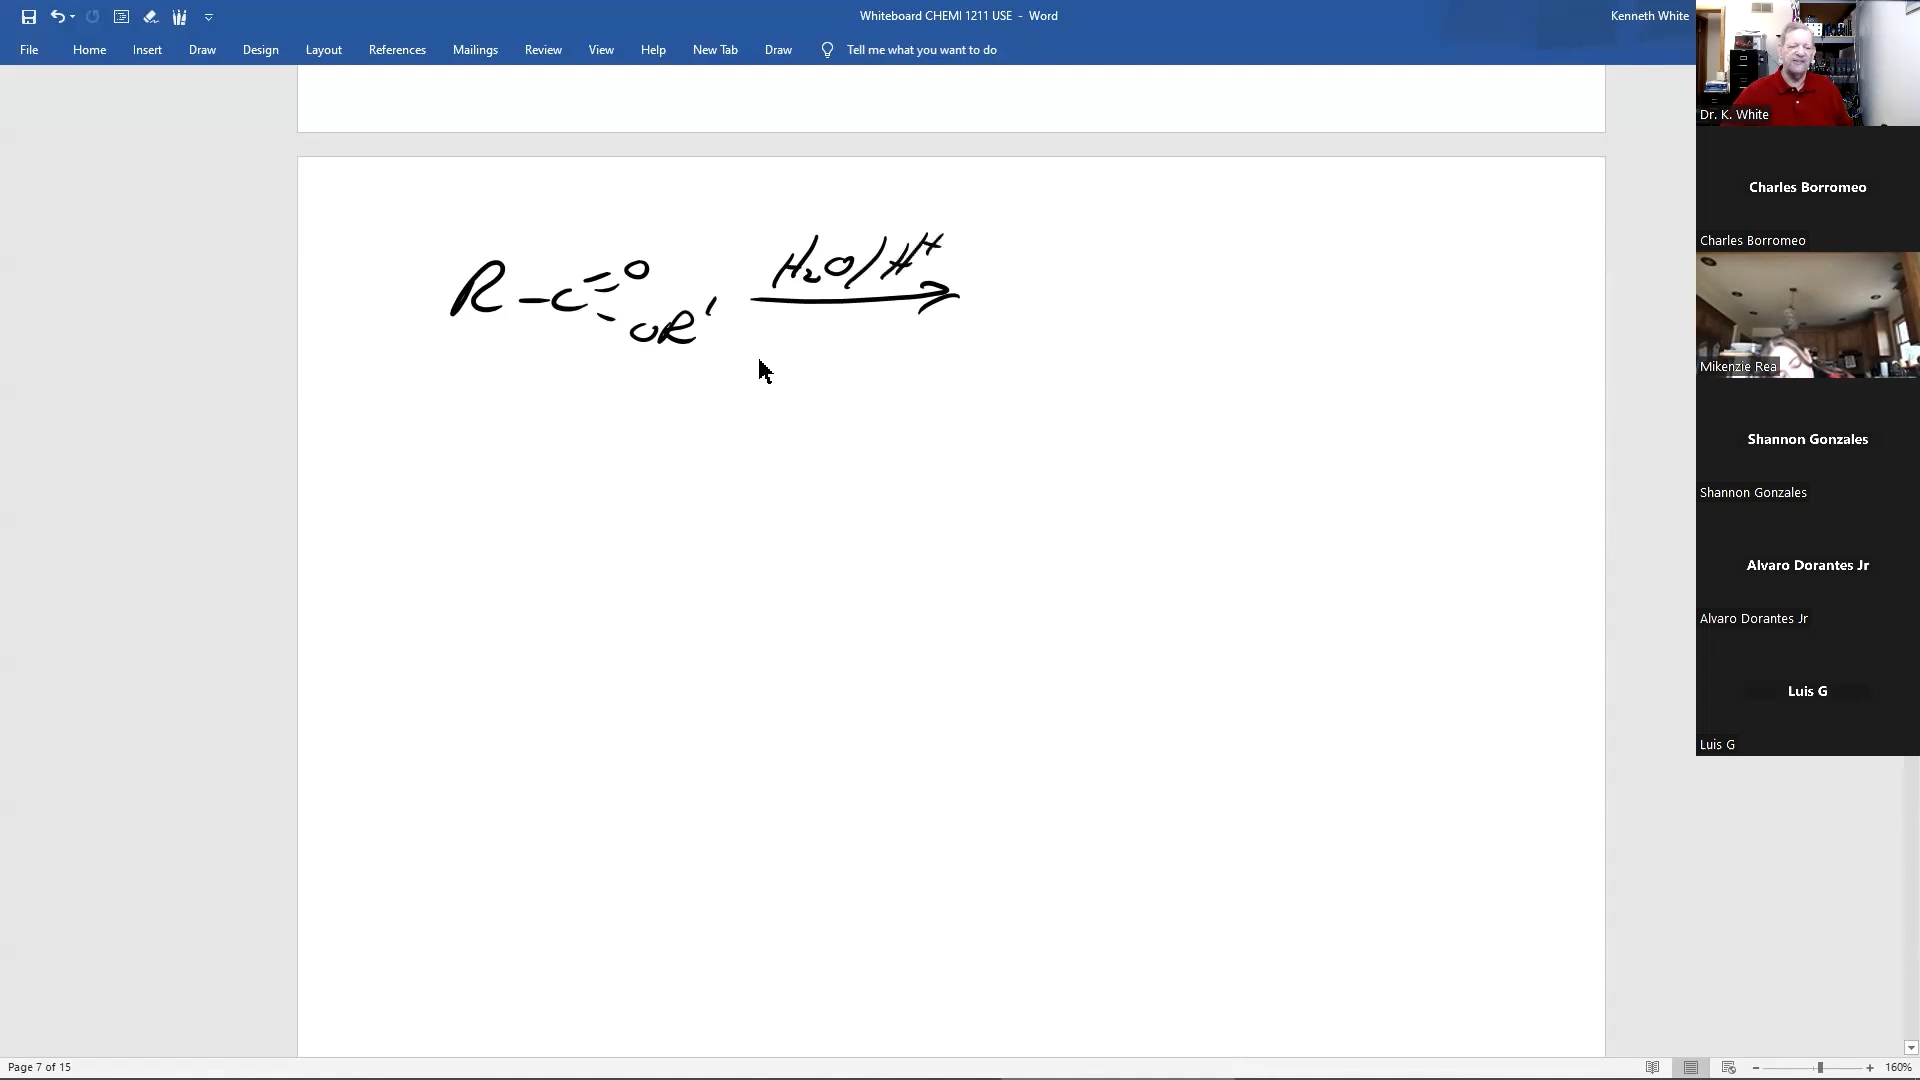 Whiteboard CHEMI 1211 USE - Word
Kenneth White
File Home Insert Draw Design Layout References Mailings Review View Help New Tab Draw Tell me what you want to do
Dr. K. White
Charles Borromeo
Charles Borromeo
Mikenzie Rea
Shannon Gonzales
Shannon Gonzales
Alvaro Dorantes Jr
Alvaro Dorantes Jr
Luis G
Luis G
H₂O/H⁺
R-C=O
-OR'
Page 7 of 15
160%